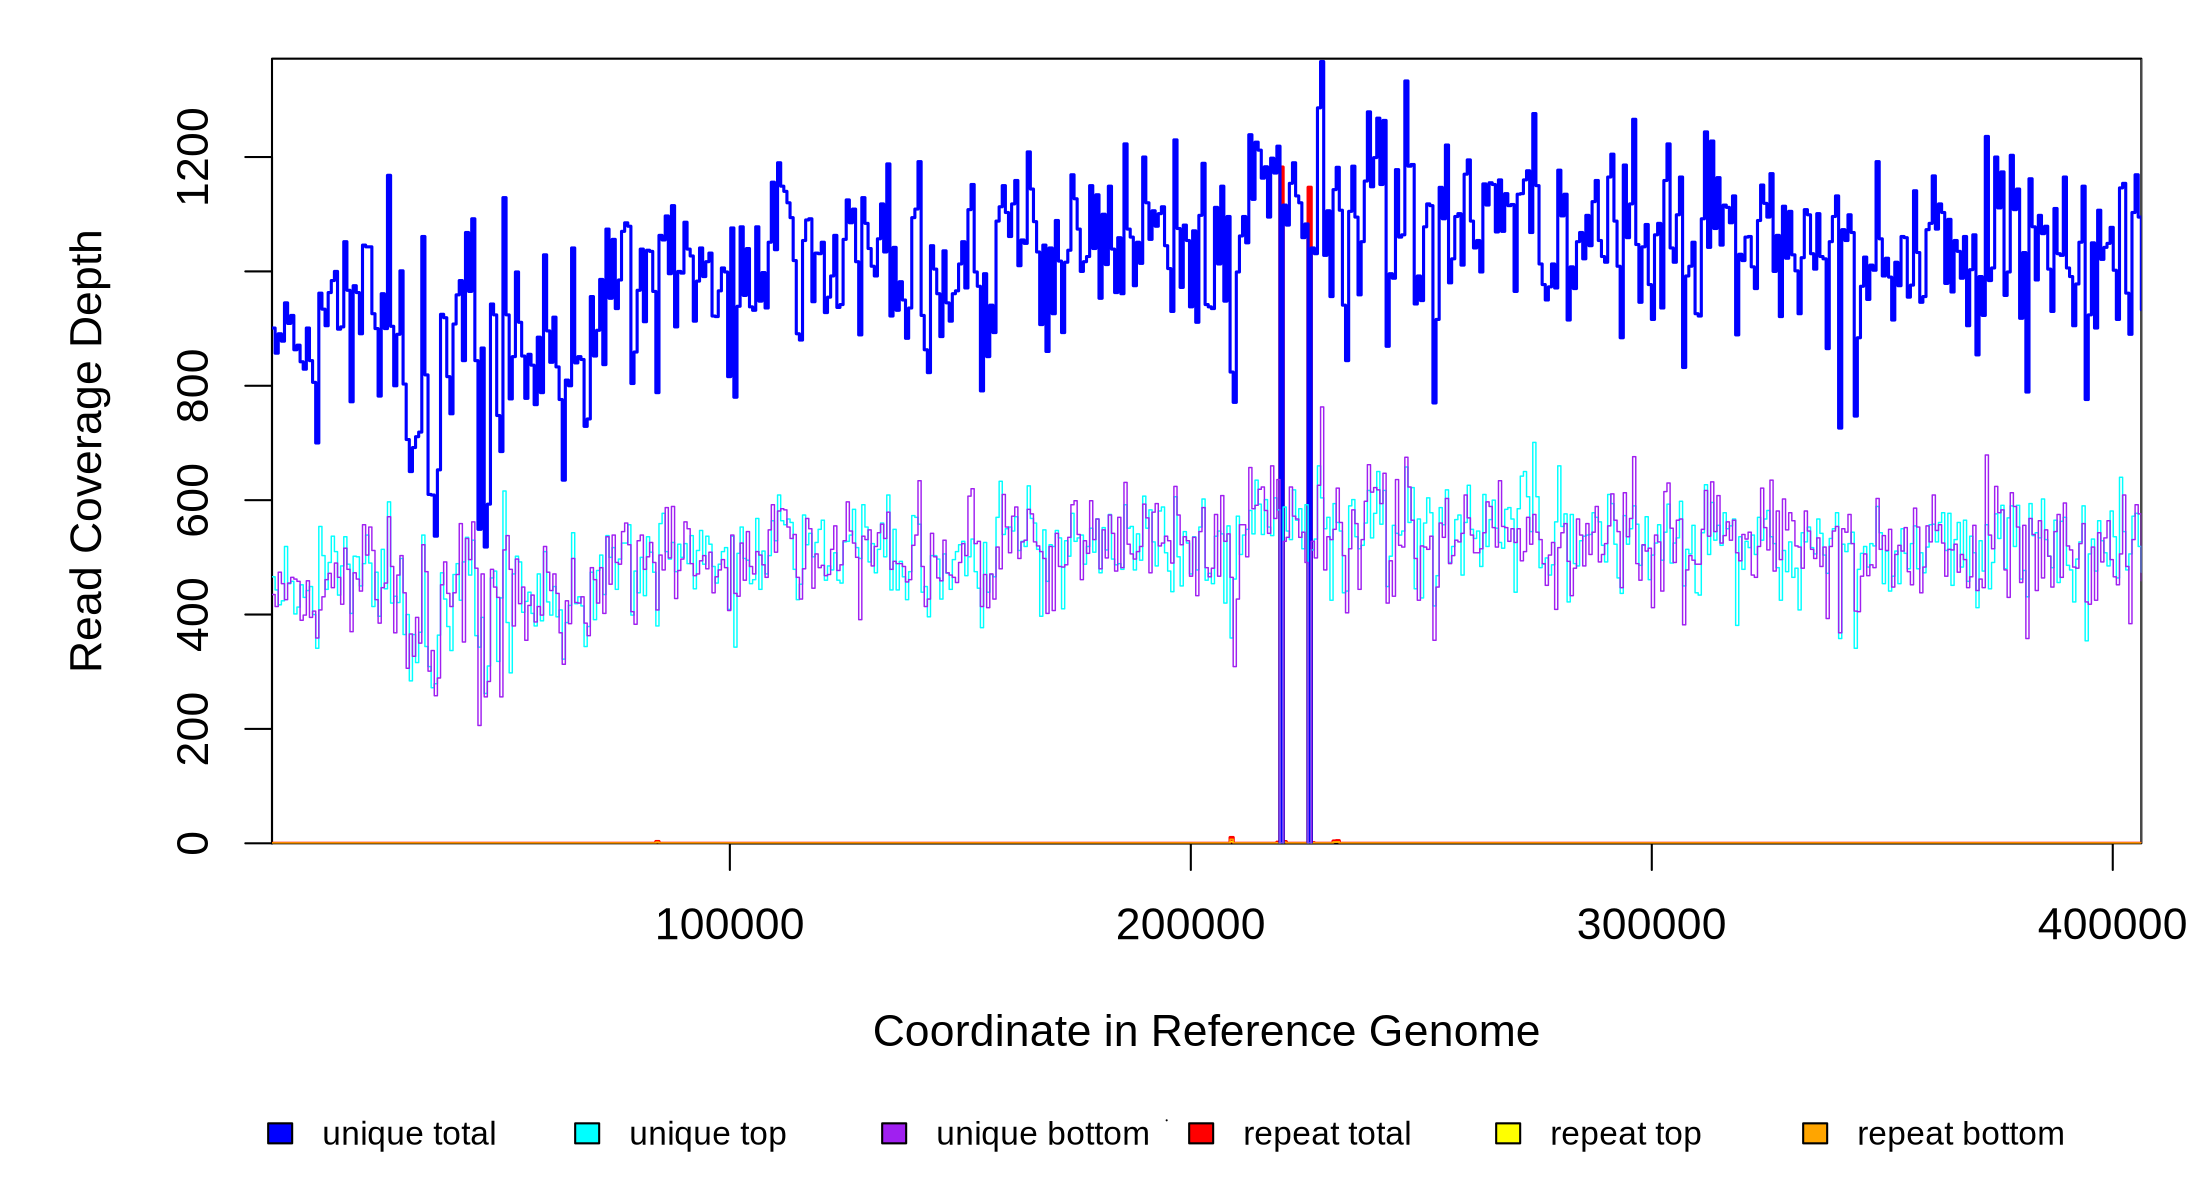 Read Coverage Depth
1200
800
600
400
200
0
100000 200000 300000 400000
Coordinate in Reference Genome
unique total unique top unique bottom repeat total repeat top repeat bottom